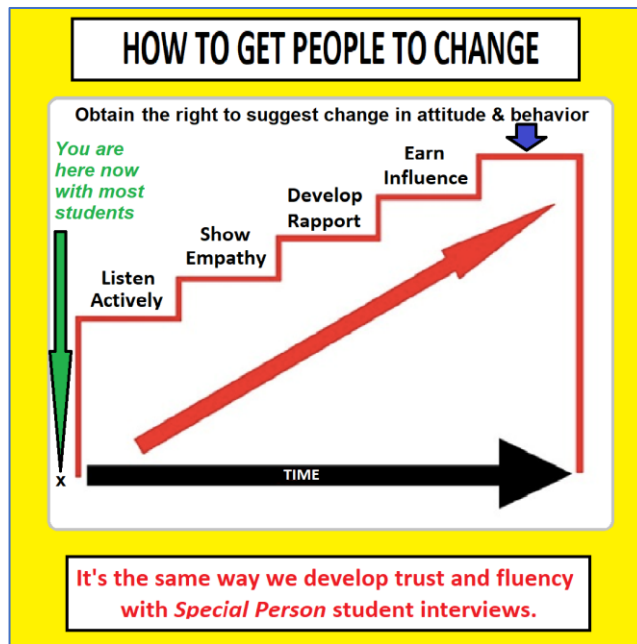 HOW TO GET PEOPLE TO CHANGE
Obtain the right to suggest change in attitude & behavior
You are
here now
with most
students
Earn
Influence
Develop
Rapport
Show
Empathy
Listen
Actively
x
TIME
It's the same way we develop trust and fluency
with Special Person student interviews.